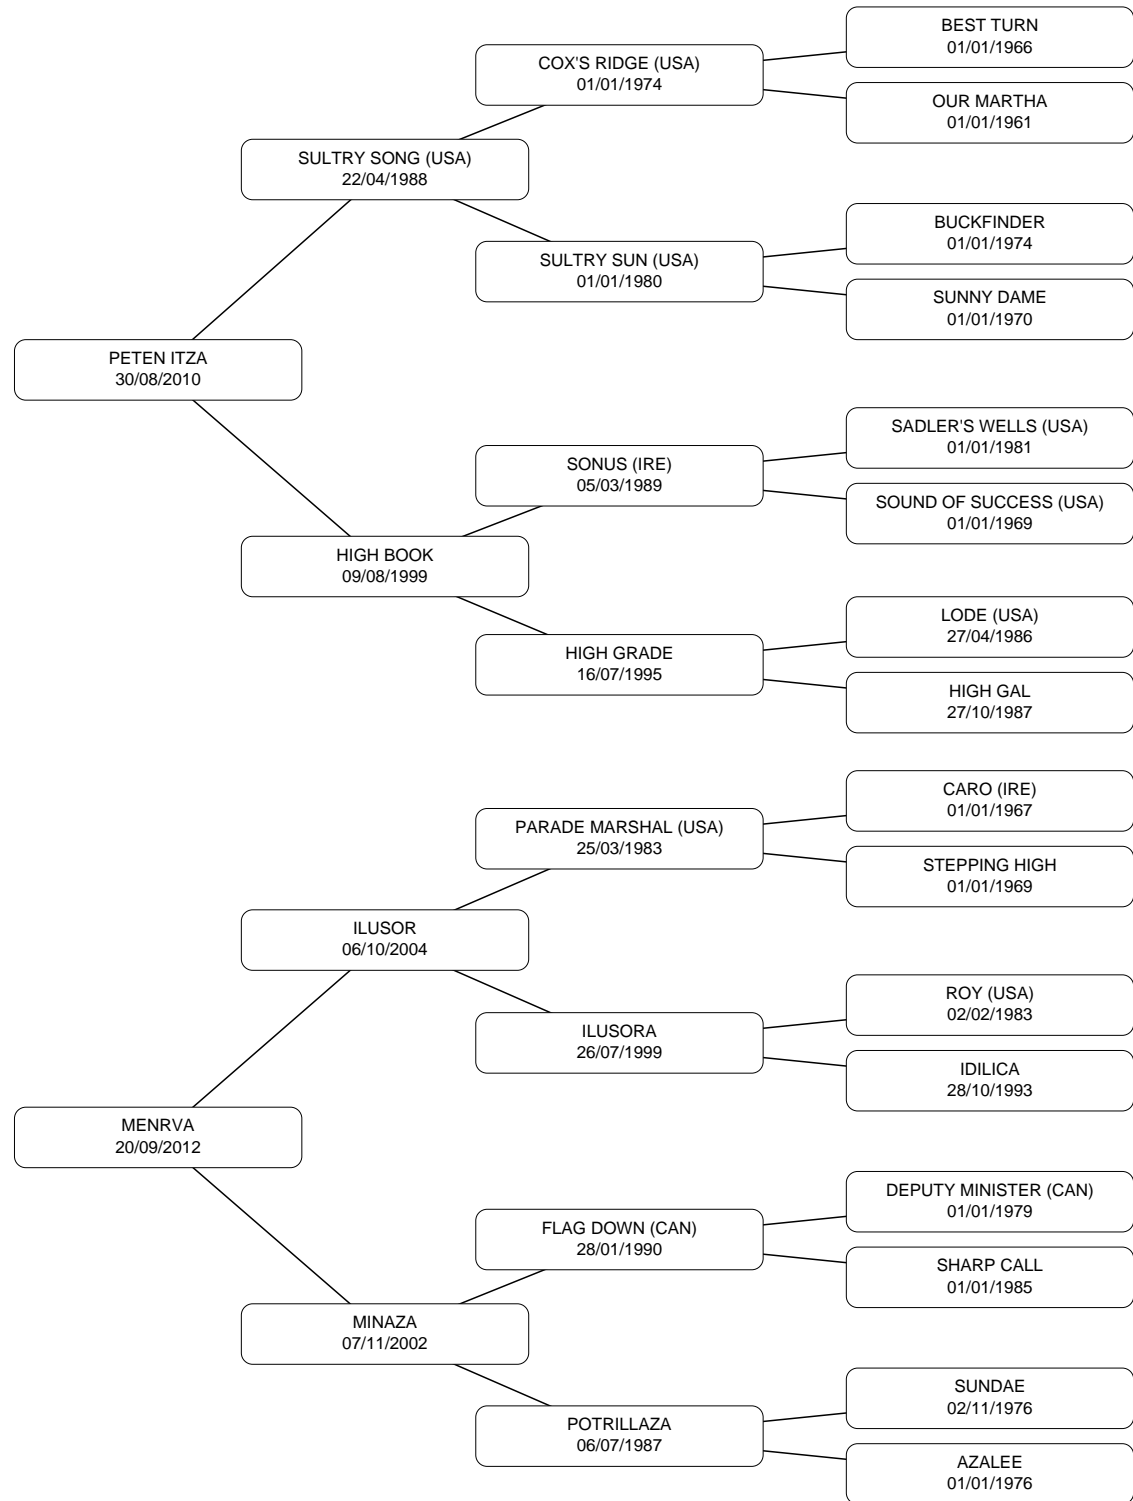 BEST TURN
01/01/1966
COX'S RIDGE (USA)
01/01/1974
OUR MARTHA
01/01/1961
SULTRY SONG (USA)
22/04/1988
BUCKFINDER
01/01/1974
SULTRY SUN (USA)
01/01/1980
SUNNY DAME
01/01/1970
PETEN ITZA
30/08/2010
SADLER'S WELLS (USA)
01/01/1981
SONUS (IRE)
05/03/1989
SOUND OF SUCCESS (USA)
01/01/1969
HIGH BOOK
09/08/1999
LODE (USA)
27/04/1986
HIGH GRADE
16/07/1995
HIGH GAL
27/10/1987
CARO (IRE)
01/01/1967
PARADE MARSHAL (USA)
25/03/1983
STEPPING HIGH
01/01/1969
ILUSOR
06/10/2004
ROY (USA)
02/02/1983
ILUSORA
26/07/1999
IDILICA
28/10/1993
MENRVA
20/09/2012
DEPUTY MINISTER (CAN)
01/01/1979
FLAG DOWN (CAN)
28/01/1990
SHARP CALL
01/01/1985
MINAZA
07/11/2002
SUNDAE
02/11/1976
POTRILLAZA
06/07/1987
AZALEE
01/01/1976